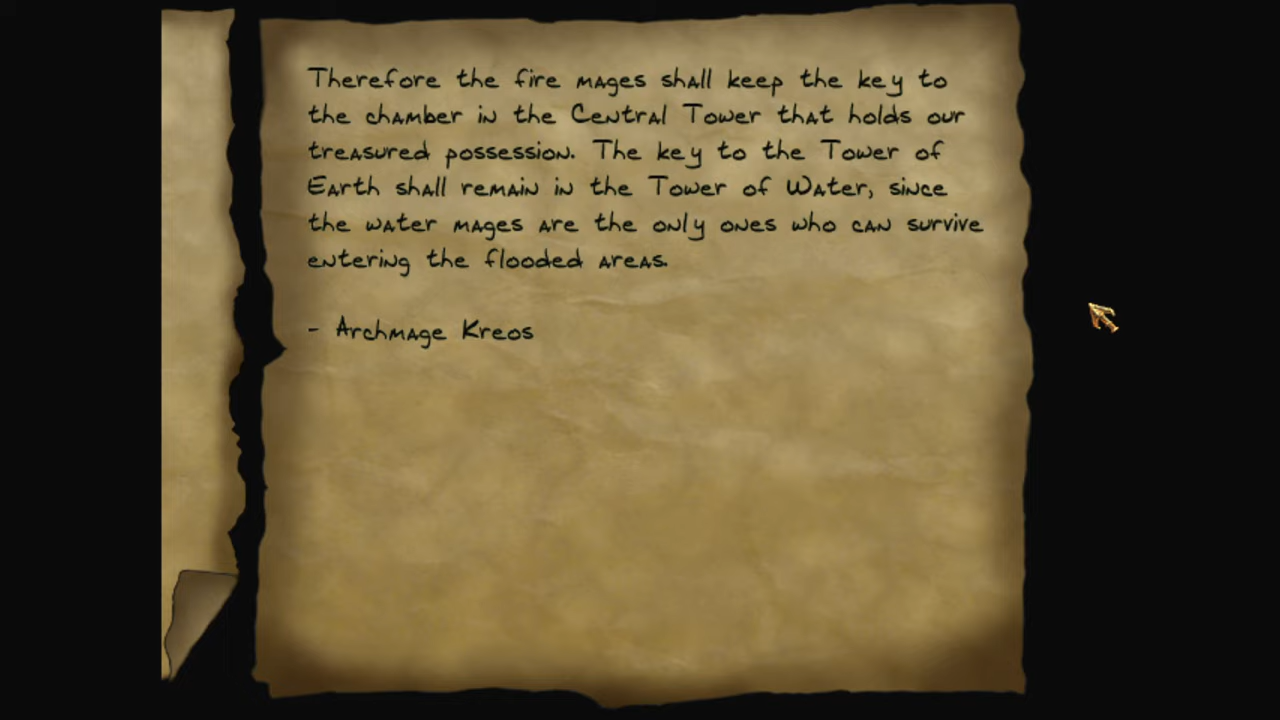 Therefore the fire mages shall keep the key to
the chamber in the Central Tower that holds our
treasured possession. The key to the Tower of
Earth shall remain in the Tower of Water, since
the water mages are the only ones who can survive
entering the flooded areas.
- Archmage Kreos